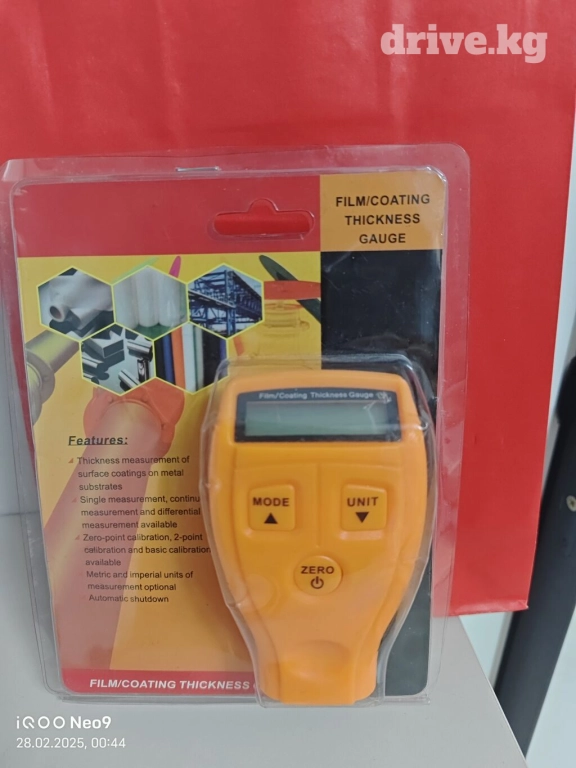 drive.kg
FILM/COATING
THICKNESS
GAUGE
Film/Coating Thickness Gauge
Features:
Thickness measurement of
surface coatings on metal
substrates
Single measurement,
measurement and differential
measurement available
Zero-point calibration, 2-point
calibration and basic calibration
available
Metric and imperial units of
measurement optional
Automatic shutdown
MODE
UNIT
ZERO
FILM/COATING THICKNESS
iQOO Neo9
28.02.2025, 00:44